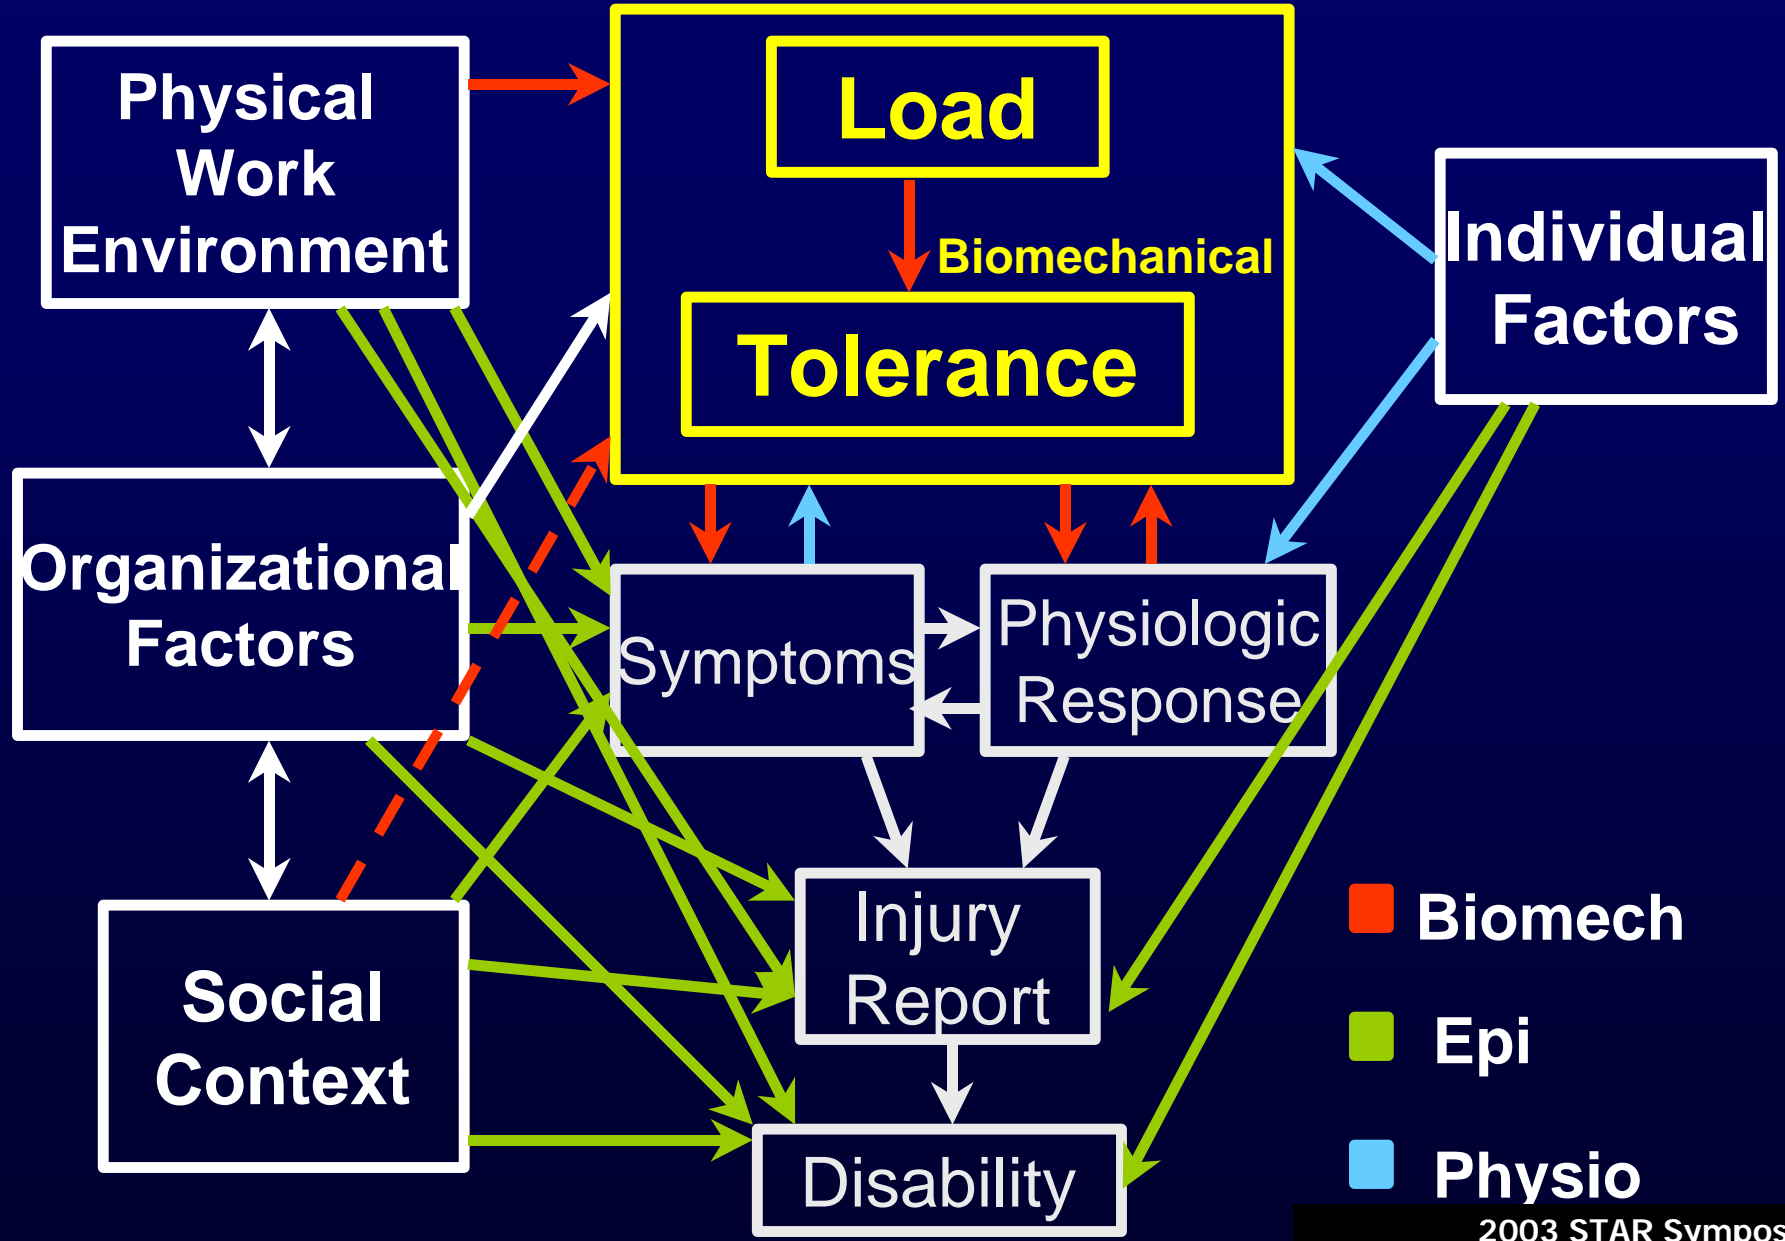 Physical
Work
Environment
Load
Biomechanical
Tolerance
Individual
Factors
Organizational
Factors
Symptoms
Physiologic
Response
Social
Context
Injury
Report
Disability
Biomech
Epi
Physio
2003 STAR Sympos